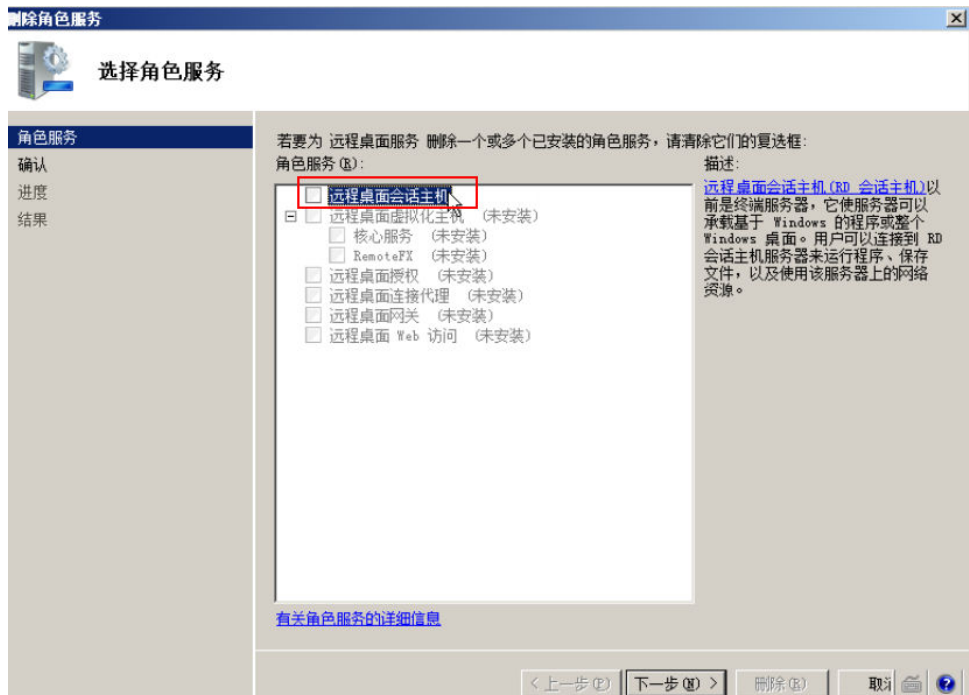 删除角色服务
选择角色服务
角色服务
确认
进度
结果
若要为 远程桌面服务 删除一个或多个已安装的角色服务，请清除它们的复选框:
角色服务(R):
远程桌面会话主机
远程桌面虚拟化主机 (未安装)
核心服务 (未安装)
RemoteFX (未安装)
远程桌面授权 (未安装)
远程桌面连接代理 (未安装)
远程桌面网关 (未安装)
远程桌面 Web 访问 (未安装)
有关角色服务的详细信息
描述:
远程桌面会话主机(RD 会话主机)以
前是终端服务器，它使服务器可以
承载基于 Windows 的程序或整个
Windows 桌面。用户可以连接到 RD
会话主机服务器来运行程序、保存
文件，以及使用该服务器上的网络
资源。
< 上一步(P)
下一步(N) >
删除(R)
取